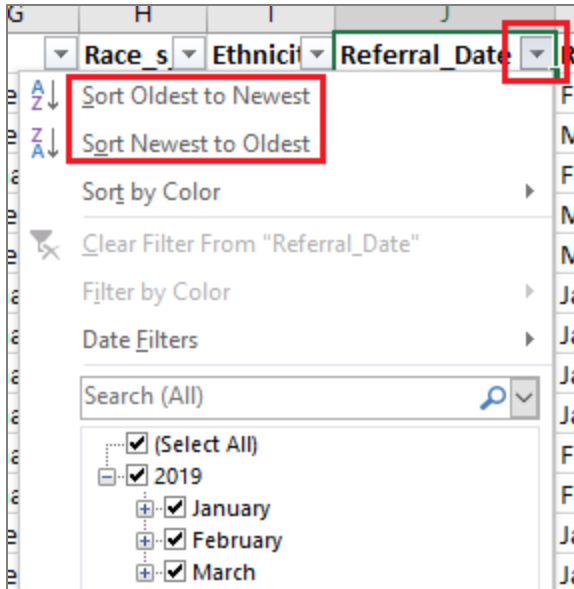 G H I J
Race_s Ethnicit Referral_Date
Sort Oldest to Newest
Sort Newest to Oldest
Sort by Color
Clear Filter From "Referral_Date"
Filter by Color
Date Filters
Search (All)
(Select All)
2019
January
February
March